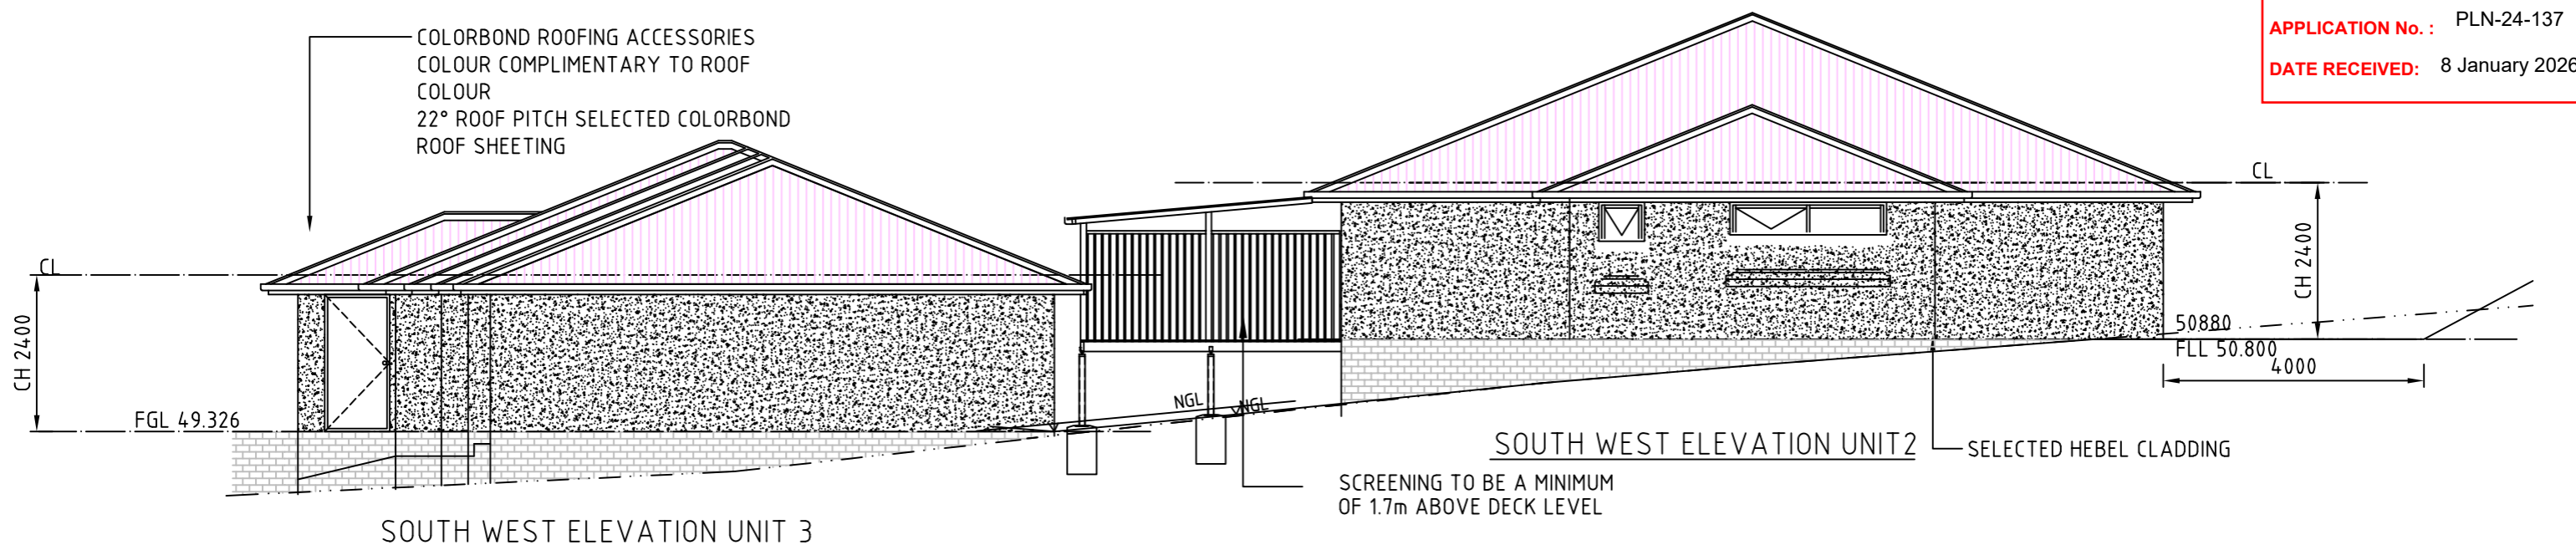 COLORBOND ROOFING ACCESSORIES
COLOUR COMPLIMENTARY TO ROOF
COLOUR
22° ROOF PITCH SELECTED COLORBOND
ROOF SHEETING
APPLICATION No. : PLN-24-137
DATE RECEIVED: 8 January 2026
CL
CL
CH 2400
CH 2400
FGL 49.326
NGL
NGL
50880
FLL 50.800
4000
SOUTH WEST ELEVATION UNIT2
SELECTED HEBEL CLADDING
SCREENING TO BE A MINIMUM
OF 1.7m ABOVE DECK LEVEL
SOUTH WEST ELEVATION UNIT 3